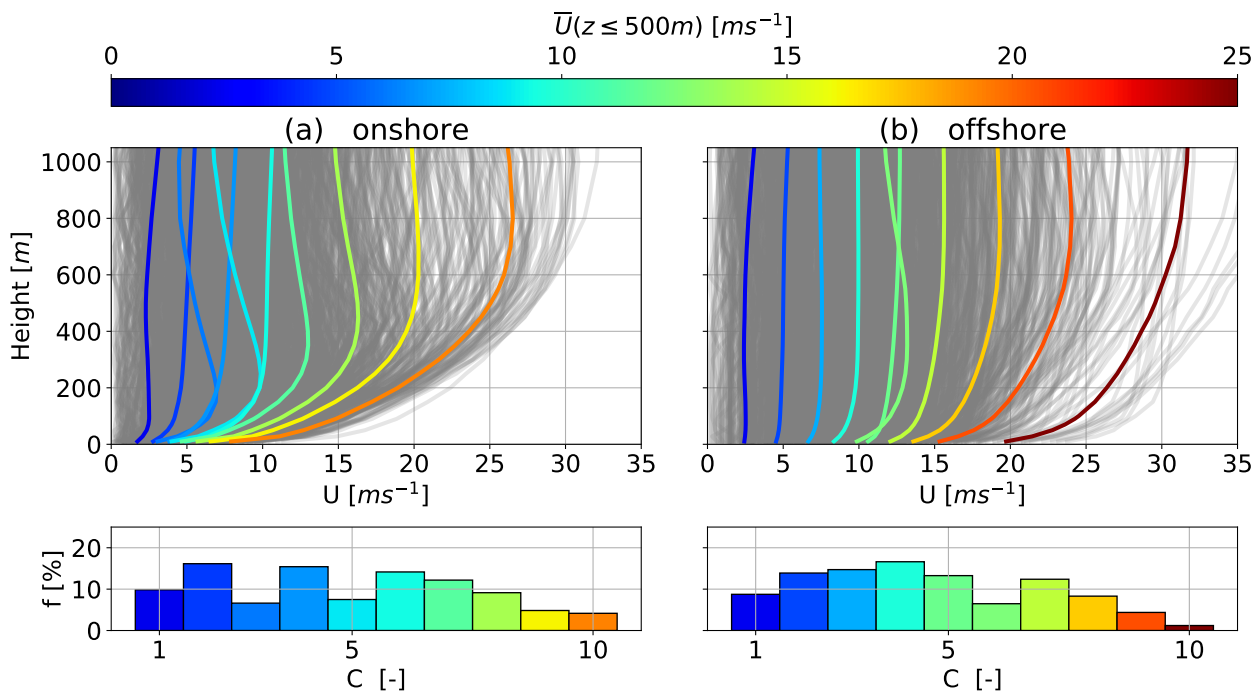 U̅(z ≤ 500m) [ms⁻¹]
0 5 10 15 20 25
(a) onshore
(b) offshore
Height [m]
1000
800
600
400
200
0
0 5 10 15 20 25 30 35
0 5 10 15 20 25 30 35
U [ms⁻¹]
U [ms⁻¹]
f [%]
20
10
0
1 5 10
1 5 10
C [-]
C [-]